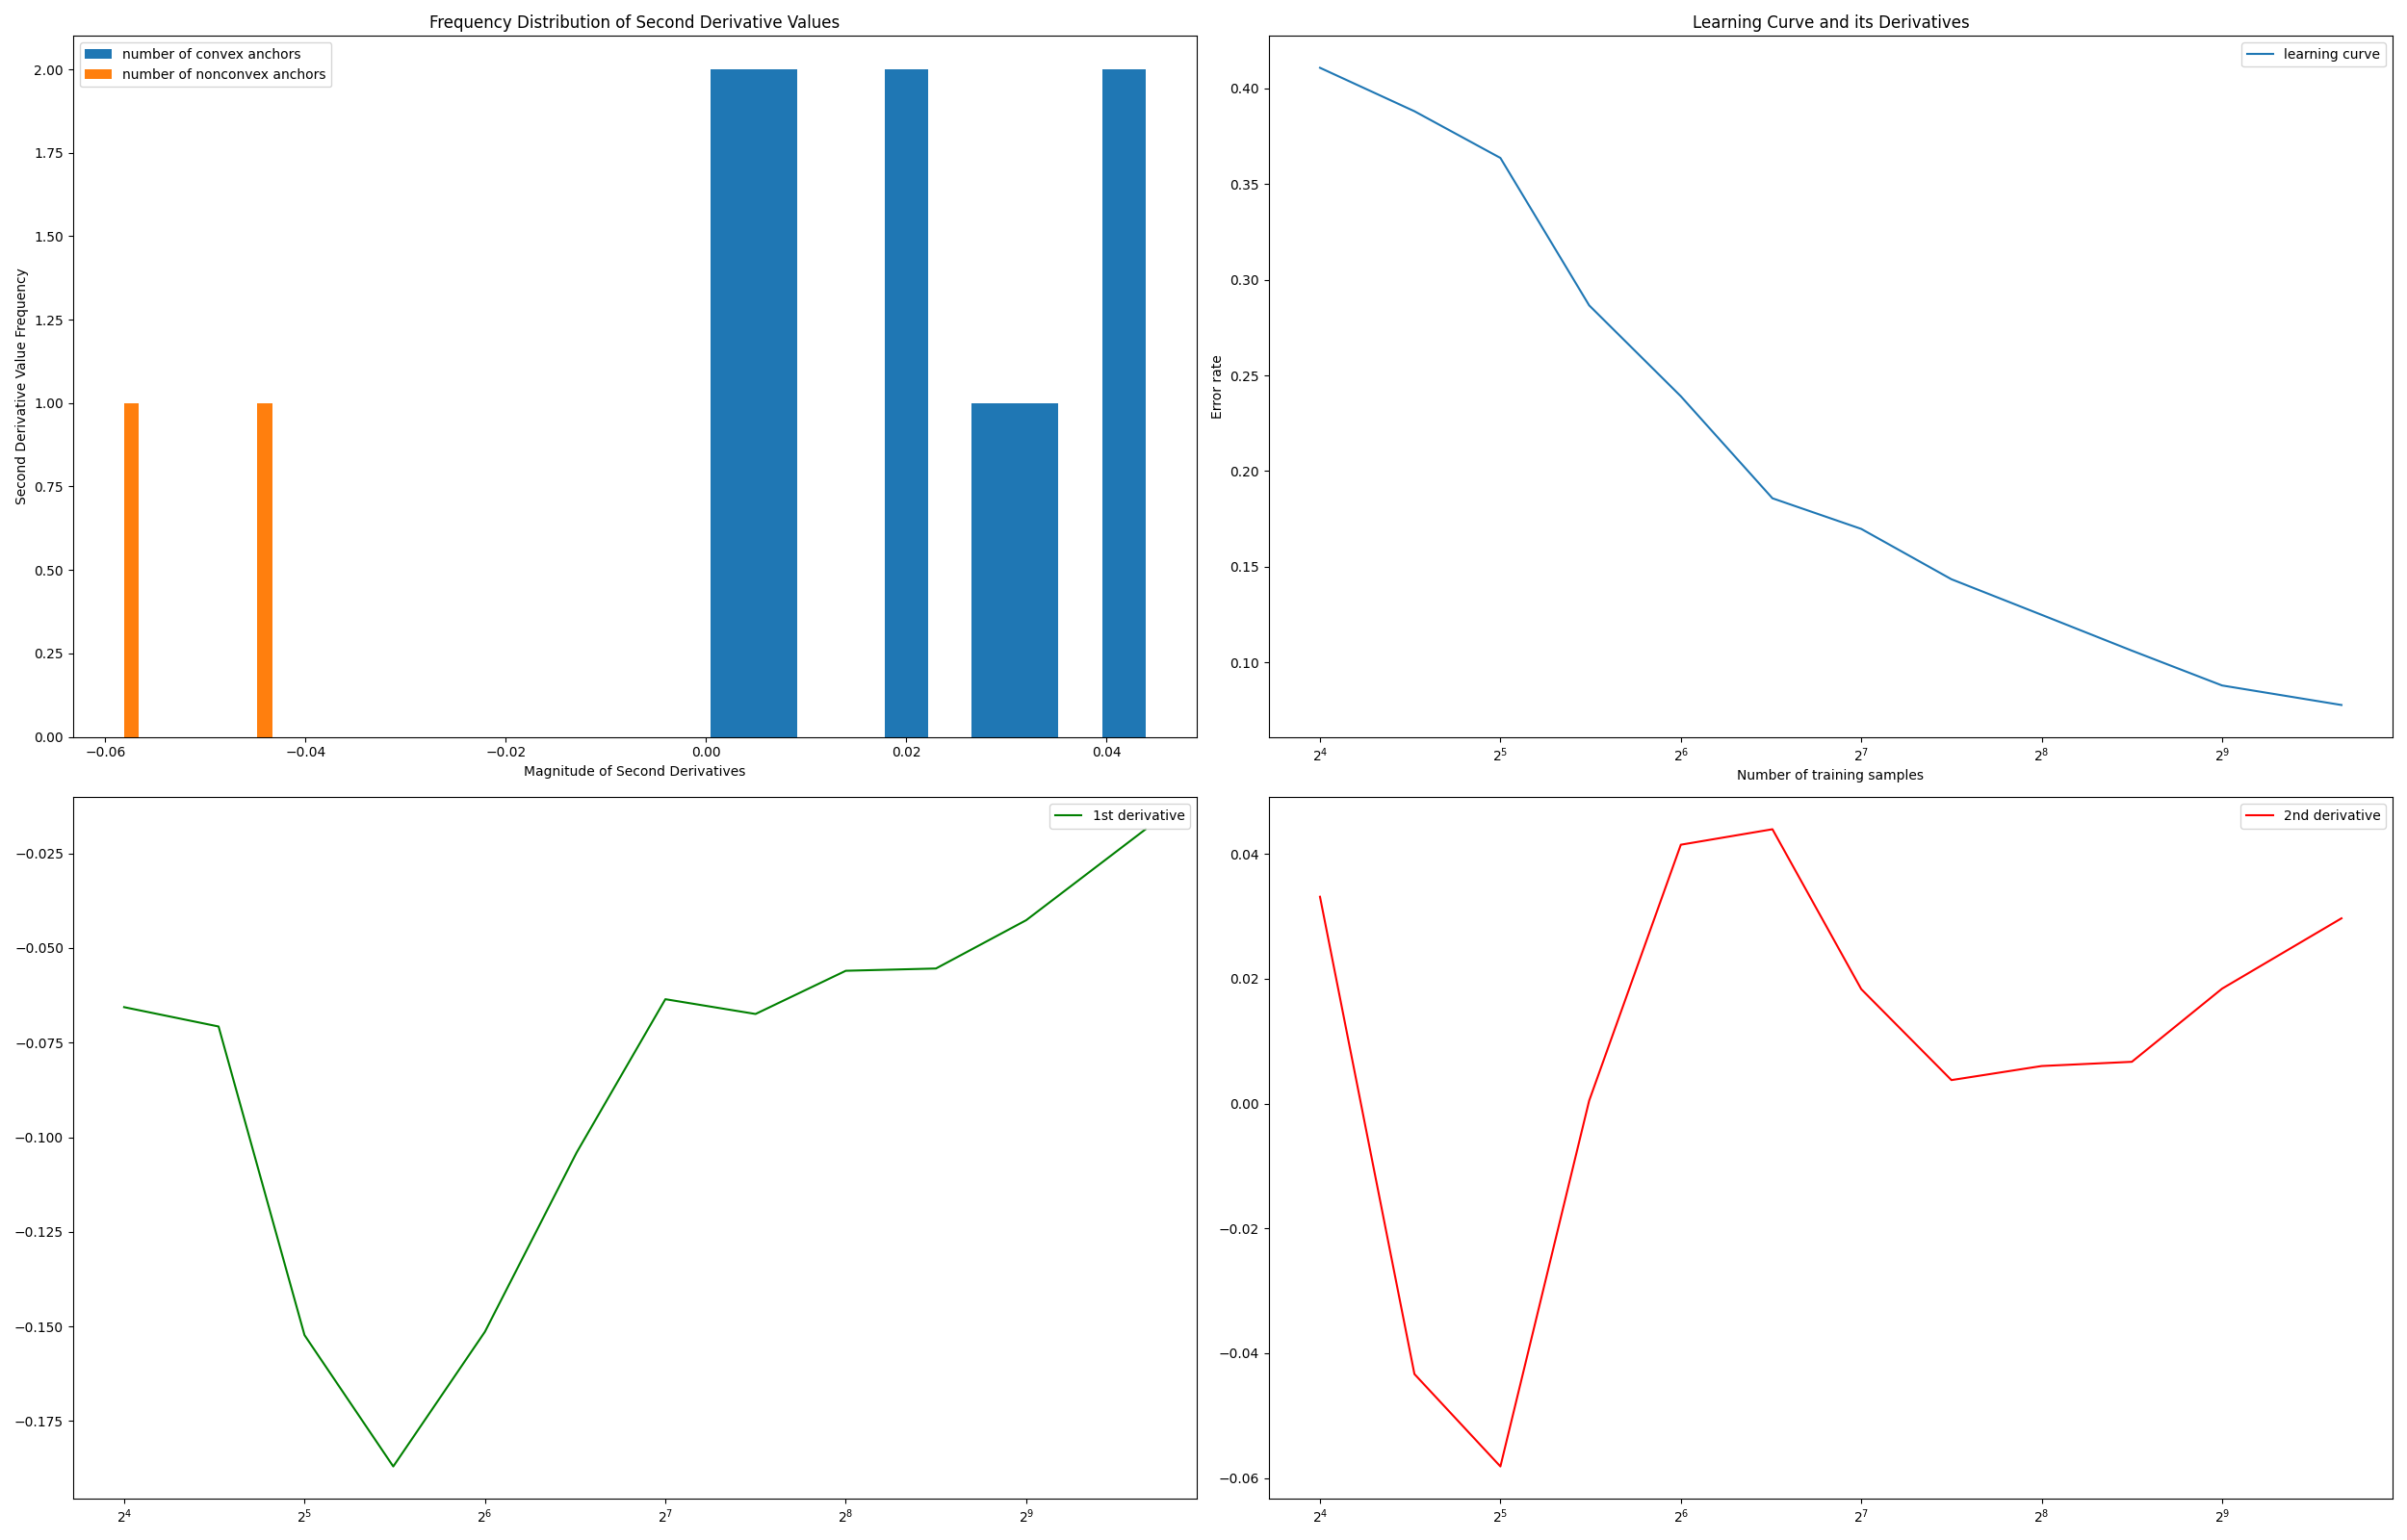 Frequency Distribution of Second Derivative Values
number of convex anchors
number of nonconvex anchors
2.00
1.75
1.50
1.25
1.00
0.75
0.50
0.25
0.00
Second Derivative Value Frequency
−0.06 −0.04 −0.02 0.00 0.02 0.04
Magnitude of Second Derivatives
Learning Curve and its Derivatives
learning curve
0.40
0.35
0.30
0.25
0.20
0.15
0.10
Error rate
2⁴ 2⁵ 2⁶ 2⁷ 2⁸ 2⁹
Number of training samples
1st derivative
−0.025
−0.050
−0.075
−0.100
−0.125
−0.150
−0.175
2⁴ 2⁵ 2⁶ 2⁷ 2⁸ 2⁹
2nd derivative
0.04
0.02
0.00
−0.02
−0.04
−0.06
2⁴ 2⁵ 2⁶ 2⁷ 2⁸ 2⁹